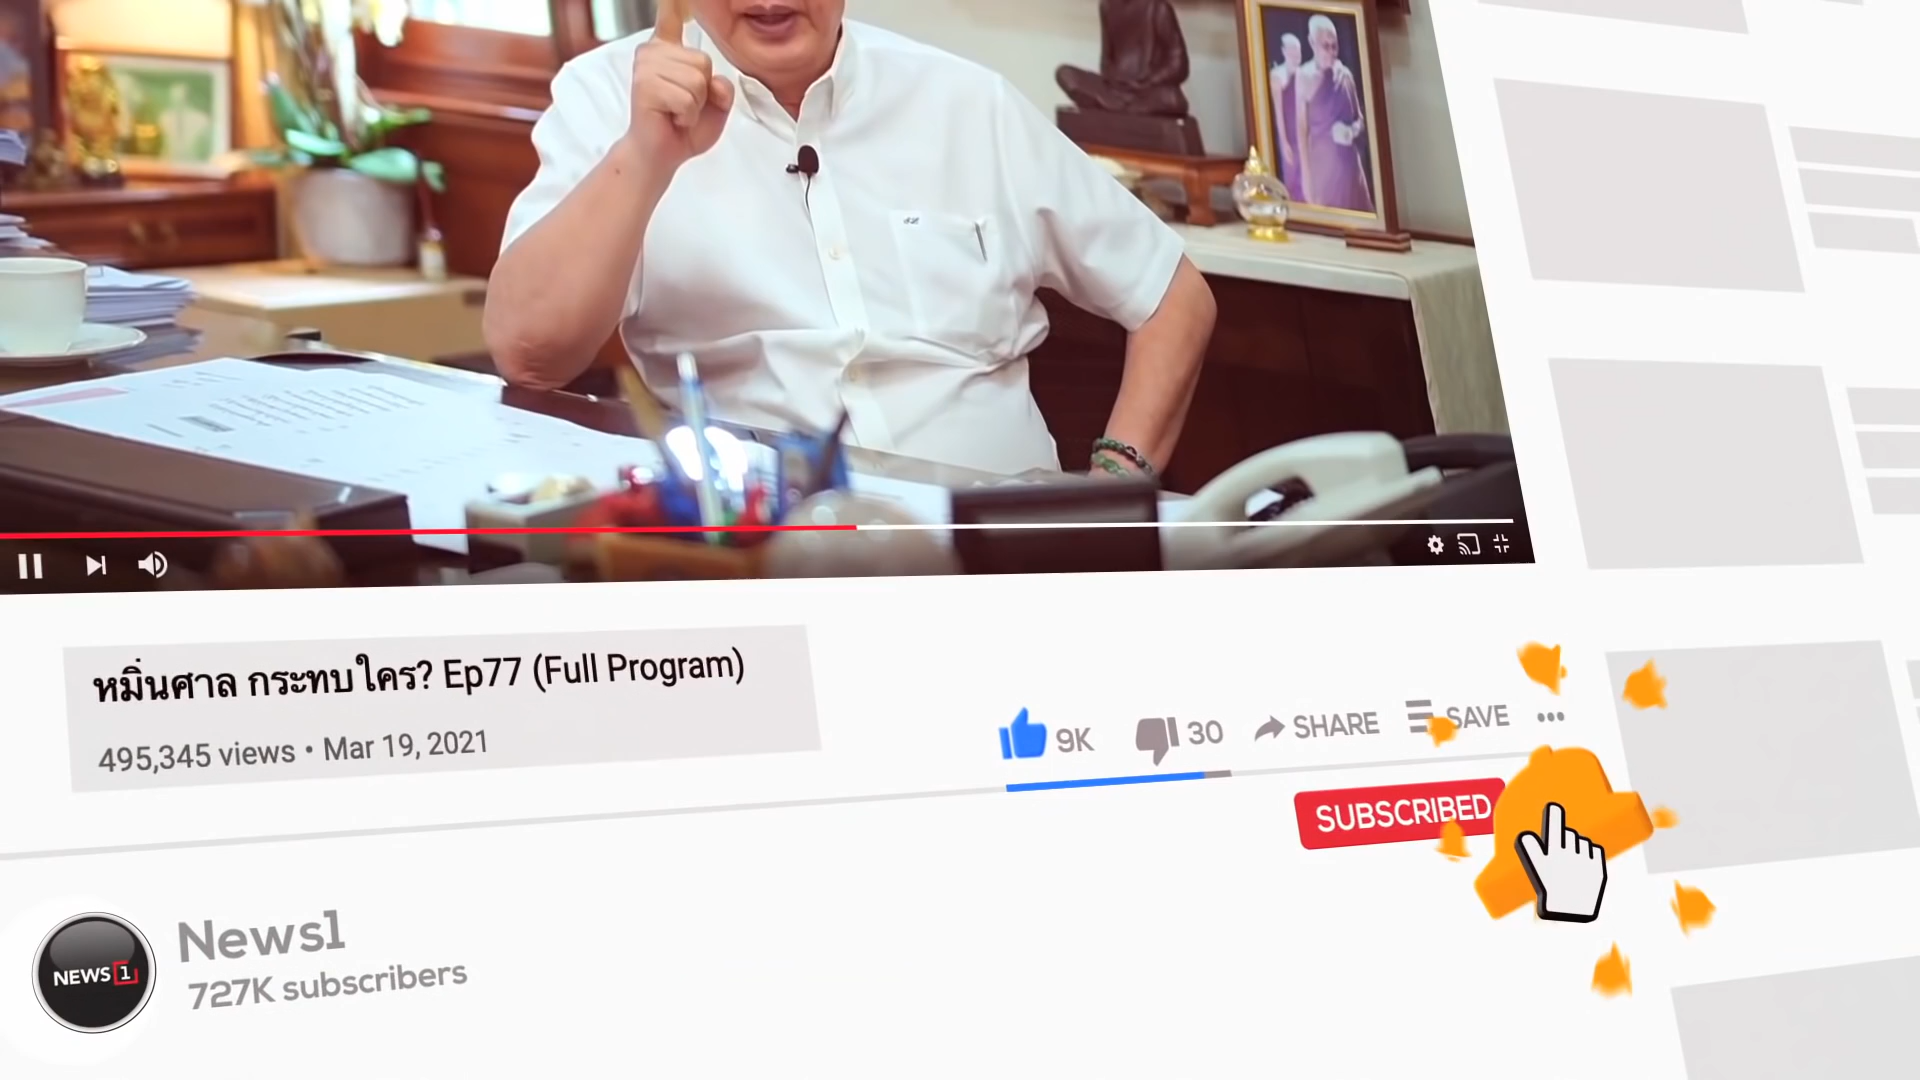 หมิ่นศาล กระทบใคร? Ep77 (Full Program)
495,345 views • Mar 19, 2021
9K
30
SHARE
SAVE
SUBSCRIBED
News1
727K subscribers
NEWS 1